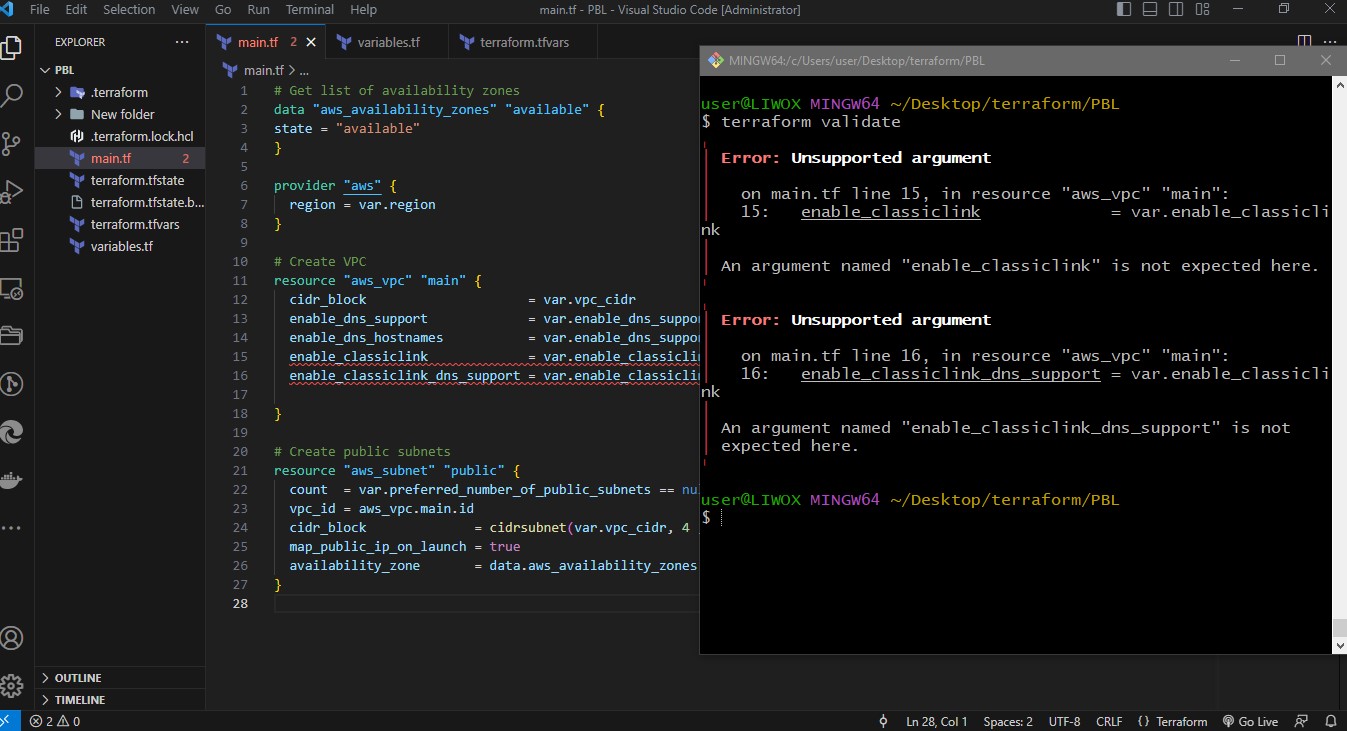 File Edit Selection View Go Run Terminal Help
main.tf - PBL - Visual Studio Code [Administrator]
EXPLORER
PBL
.terraform
New folder
.terraform.lock.hcl
main.tf 2
terraform.tfstate
terraform.tfstate.b...
terraform.tfvars
variables.tf
OUTLINE
TIMELINE
main.tf 2
variables.tf
terraform.tfvars
main.tf > ...
1 # Get list of availability zones
2 data "aws_availability_zones" "available" {
3 state = "available"
4 }
5
6 provider "aws" {
7 region = var.region
8 }
9
10 # Create VPC
11 resource "aws_vpc" "main" {
12 cidr_block = var.vpc_cidr
13 enable_dns_support = var.enable_dns_suppo
14 enable_dns_hostnames = var.enable_dns_suppo
15 enable_classiclink = var.enable_classicli
16 enable_classiclink_dns_support = var.enable_classicli
17
18 }
19
20 # Create public subnets
21 resource "aws_subnet" "public" {
22 count = var.preferred_number_of_public_subnets == nu
23 vpc_id = aws_vpc.main.id
24 cidr_block = cidrsubnet(var.vpc_cidr, 4
25 map_public_ip_on_launch = true
26 availability_zone = data.aws_availability_zones
27 }
28
MINGW64:/c/Users/user/Desktop/terraform/PBL
user@LIWOX MINGW64 ~/Desktop/terraform/PBL
$ terraform validate
Error: Unsupported argument
on main.tf line 15, in resource "aws_vpc" "main":
15: enable_classiclink = var.enable_classicli
nk
An argument named "enable_classiclink" is not expected here.
Error: Unsupported argument
on main.tf line 16, in resource "aws_vpc" "main":
16: enable_classiclink_dns_support = var.enable_classicli
nk
An argument named "enable_classiclink_dns_support" is not
expected here.
user@LIWOX MINGW64 ~/Desktop/terraform/PBL
$
2 0
Ln 28, Col 1 Spaces: 2 UTF-8 CRLF {} Terraform Go Live